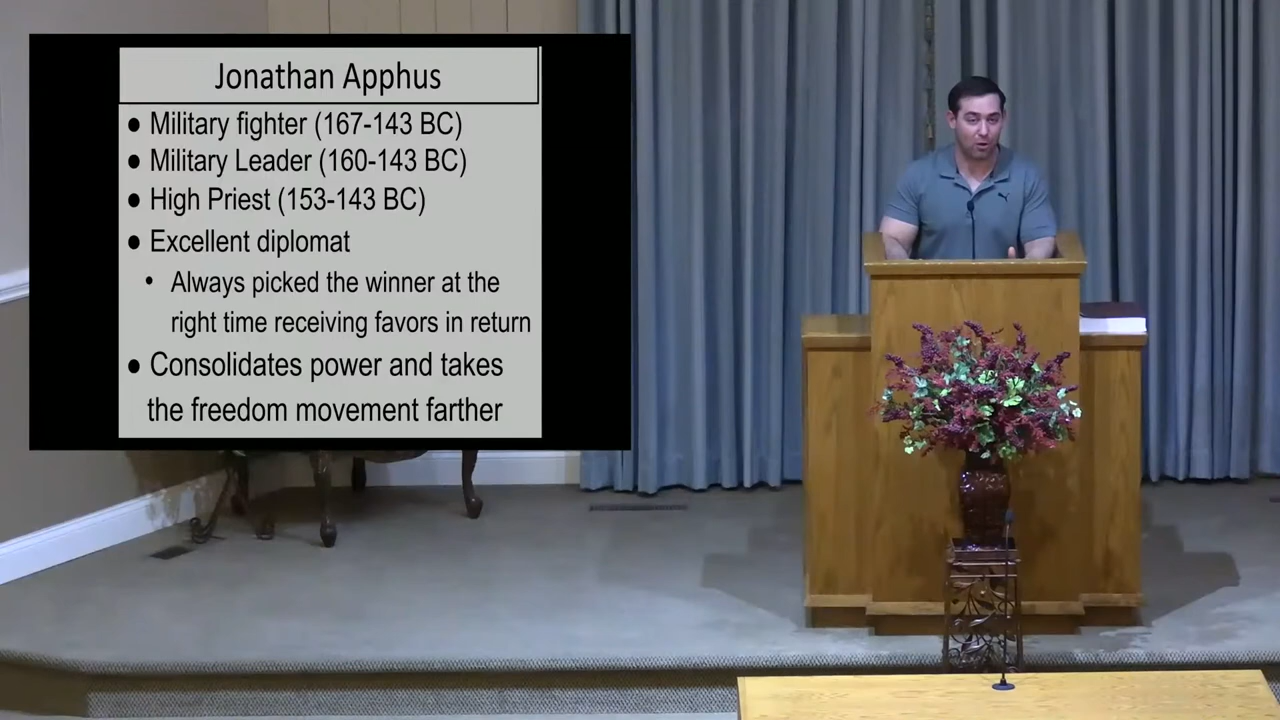 Jonathan Apphus
● Military fighter (167-143 BC)
● Military Leader (160-143 BC)
● High Priest (153-143 BC)
● Excellent diplomat
• Always picked the winner at the
right time receiving favors in return
● Consolidates power and takes
the freedom movement farther